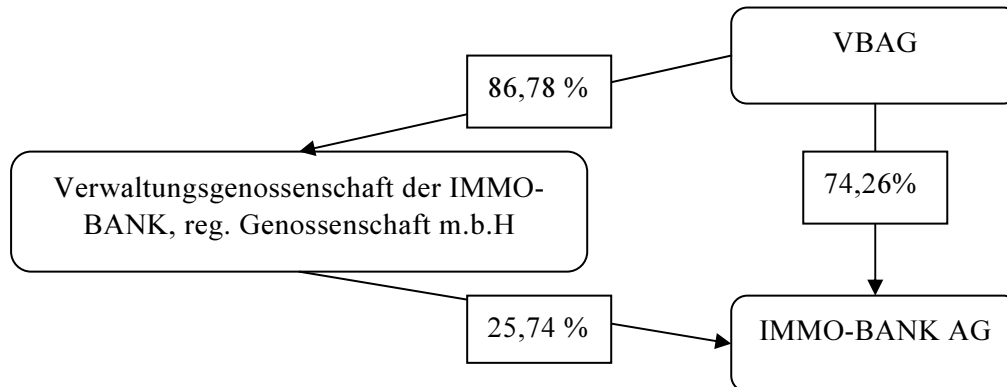 VBAG
86,78 %
Verwaltungsgenossenschaft der IMMO-
BANK, reg. Genossenschaft m.b.H
74,26%
25,74 %
IMMO-BANK AG